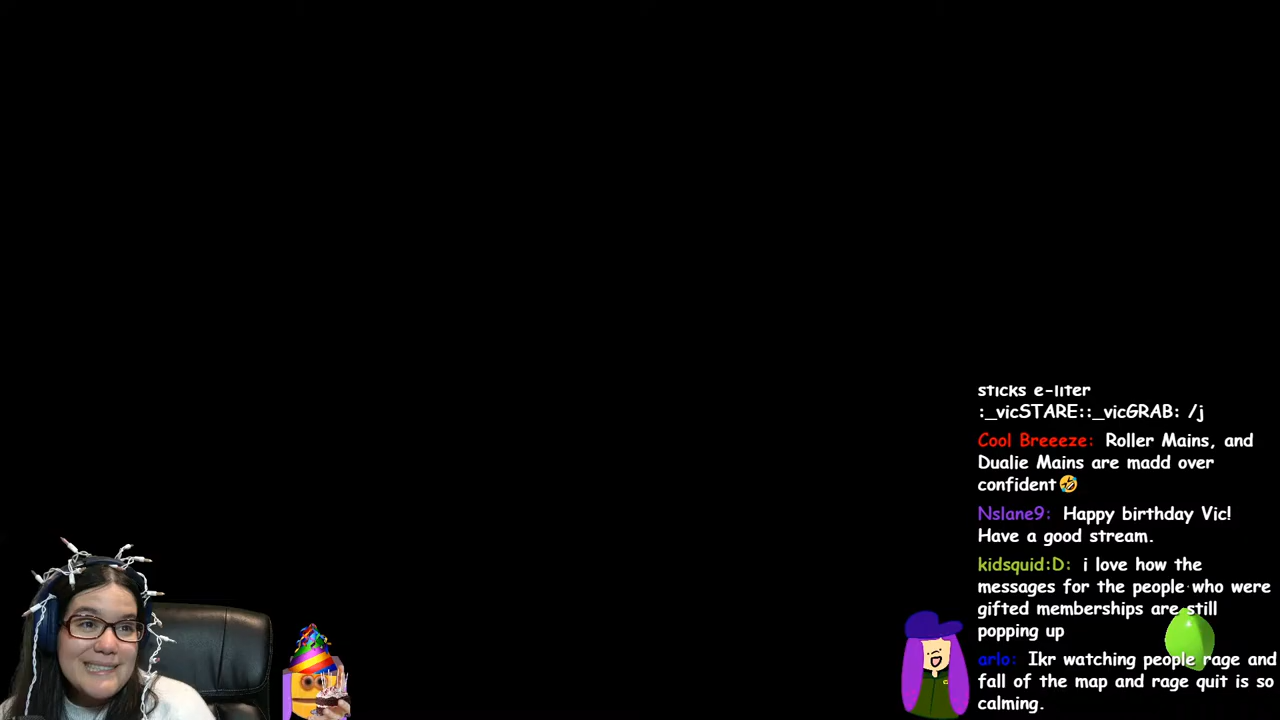 sticks e-liter
:_vicSTARE::_vicGRAB: /j
Cool Breeeze: Roller Mains, and
Dualie Mains are madd over
confident🤣
Nslane9: Happy birthday Vic!
Have a good stream.
kidsquid:D: i love how the
messages for the people who were
gifted memberships are still
popping up
arlo: Ikr watching people rage and
fall of the map and rage quit is so
calming.